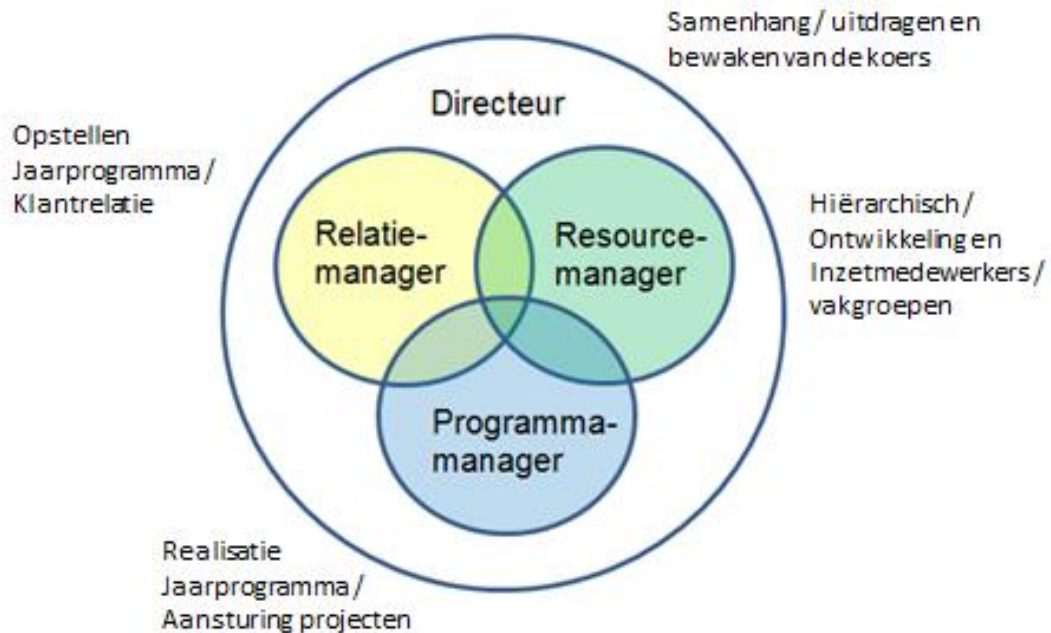 Samenhang/ uitdragen en
bewaken van de koers
Directeur
Opstellen
Jaarprogramma/
Klantrelatie
Relatie-
manager
Resource-
manager
Hiërarchisch/
Ontwikkeling en
Inzet medewerkers/
vakgroepen
Programma-
manager
Realisatie
Jaarprogramma/
Aansturing projecten